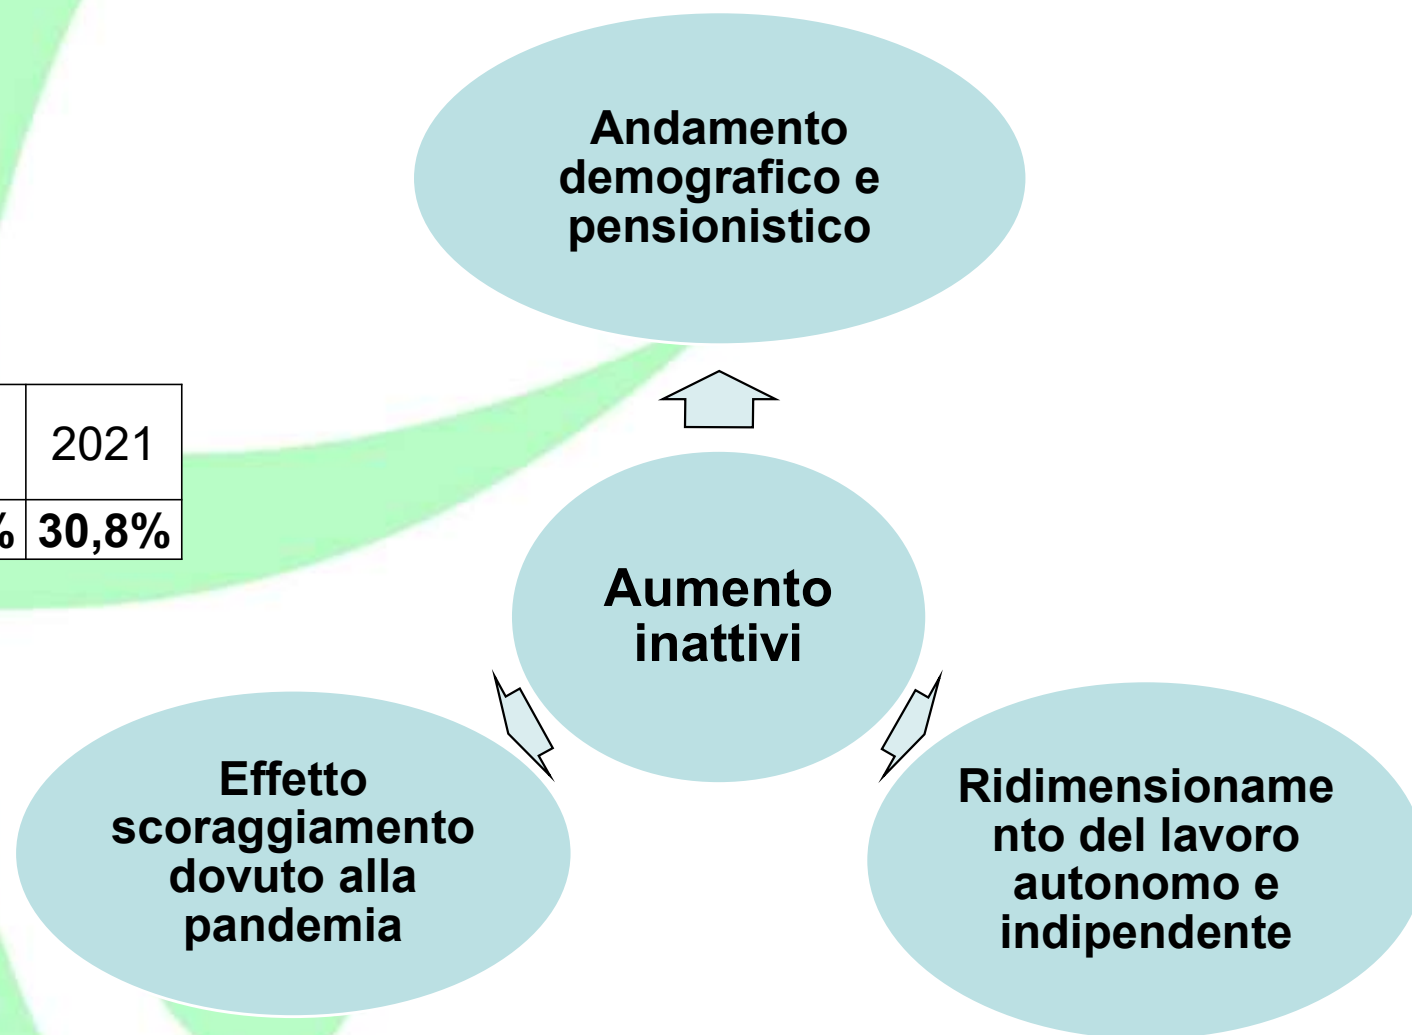 Andamento
demografico e
pensionistico
2021
% 30,8%
Aumento
inattivi
Effetto
scoraggiamento
dovuto alla
pandemia
Ridimensioname
nto del lavoro
autonomo e
indipendente